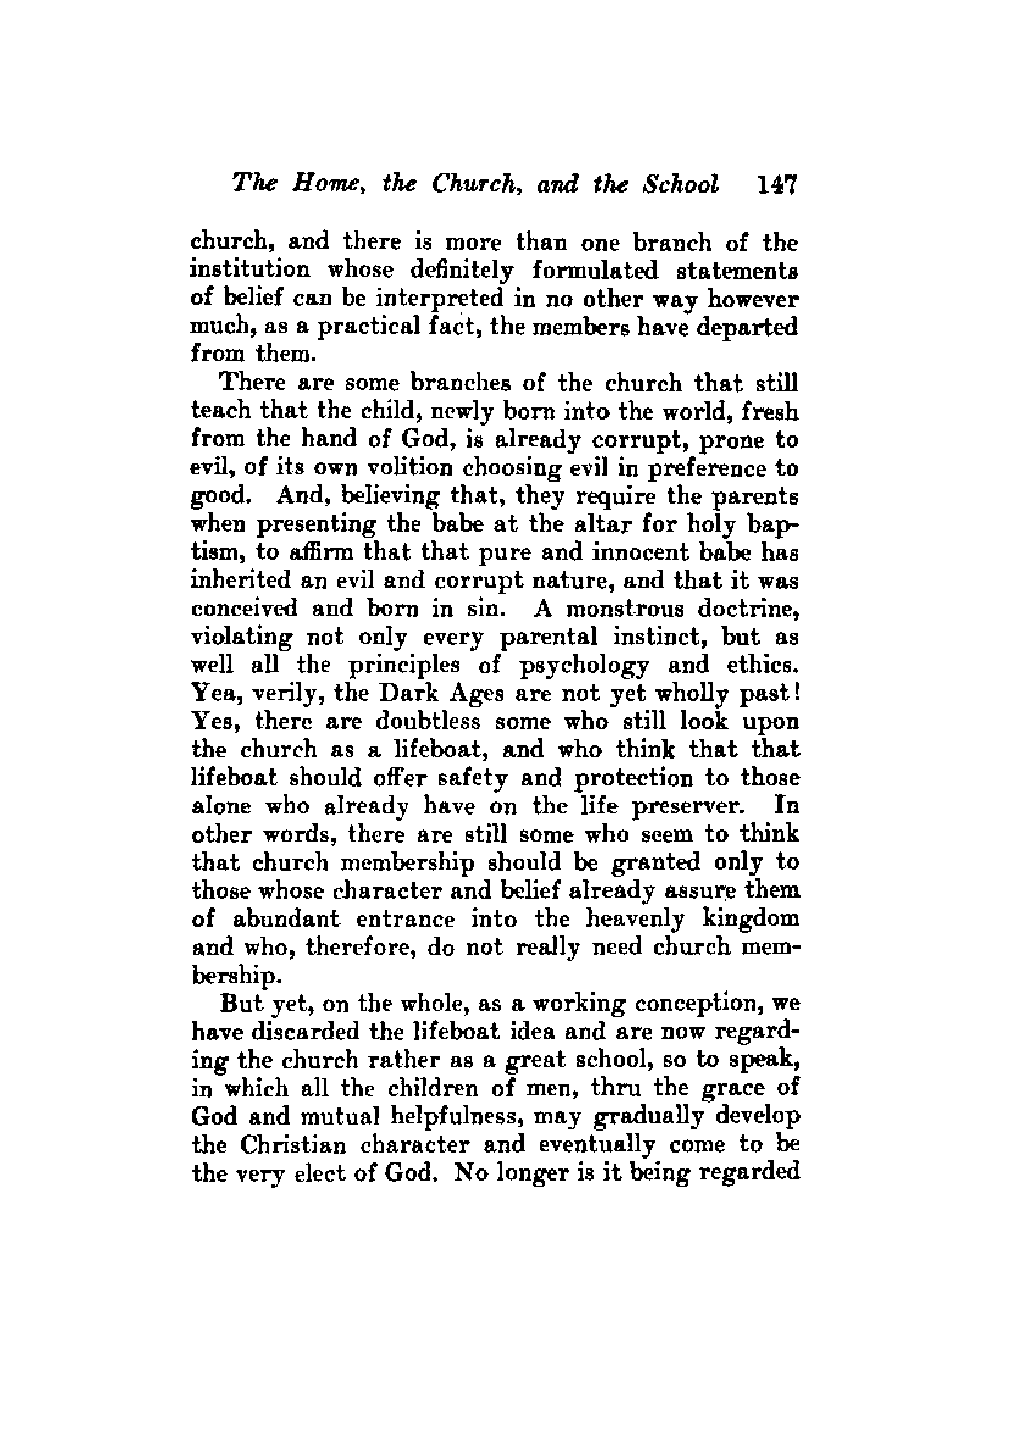 The Home, the Church, and the School 147
church, and there is more than one branch of the
institution whose definitely formulated statements
of belief can be interpreted in no other way however
much, as a practical fact, the members have departed
from them.
There are some branches of the church that still
teach that the child, newly born into the world, fresh
from the hand of God, is already corrupt, prone to
evil, of its own volition choosing evil in preference to
good. And, believing that, they require the parents
when presenting the babe at the altar for holy bap-
tism, to affirm that that pure and innocent babe has
inherited an evil and corrupt nature, and that it was
conceived and born in sin. A monstrous doctrine,
violating not only every parental instinct, but as
well all the principles of psychology and ethics.
Yea, verily, the Dark Ages are not yet wholly past!
Yes, there are doubtless some who still look upon
the church as a lifeboat, and who think that that
lifeboat should offer safety and protection to those
alone who already have on the life preserver. In
other words, there are still some who seem to think
that church membership should be granted only to
those whose character and belief already assure them
of abundant entrance into the heavenly kingdom
and who, therefore, do not really need church mem-
bership.
But yet, on the whole, as a working conception, we
have discarded the lifeboat idea and are now regard-
ing the church rather as a great school, so to speak,
in which all the children of men, thru the grace of
God and mutual helpfulness, may gradually develop
the Christian character and eventually come to be
the very elect of God. No longer is it being regarded